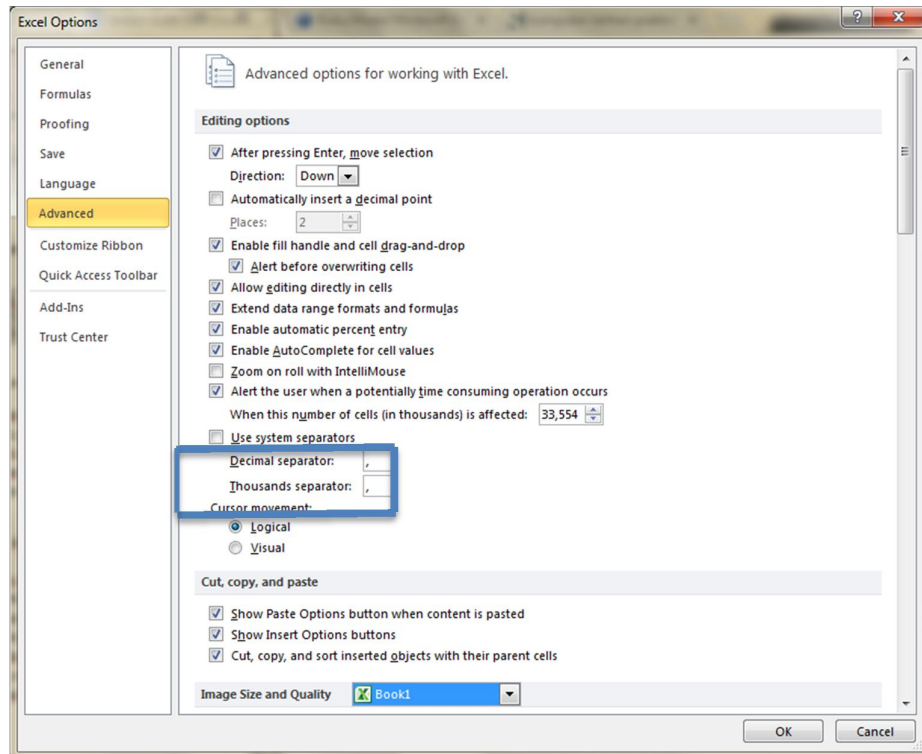 Excel Options
General
Formulas
Proofing
Save
Language
Advanced
Customize Ribbon
Quick Access Toolbar
Add-Ins
Trust Center
Advanced options for working with Excel.
Editing options
After pressing Enter, move selection
Direction: Down
Automatically insert a decimal point
Places: 2
Enable fill handle and cell drag-and-drop
Alert before overwriting cells
Allow editing directly in cells
Extend data range formats and formulas
Enable automatic percent entry
Enable AutoComplete for cell values
Zoom on roll with IntelliMouse
Alert the user when a potentially time consuming operation occurs
When this number of cells (in thousands) is affected: 33,554
Use system separators
Decimal separator: ,
Thousands separator: ,
Cursor movement:
Logical
Visual
Cut, copy, and paste
Show Paste Options button when content is pasted
Show Insert Options buttons
Cut, copy, and sort inserted objects with their parent cells
Image Size and Quality Book1
OK Cancel